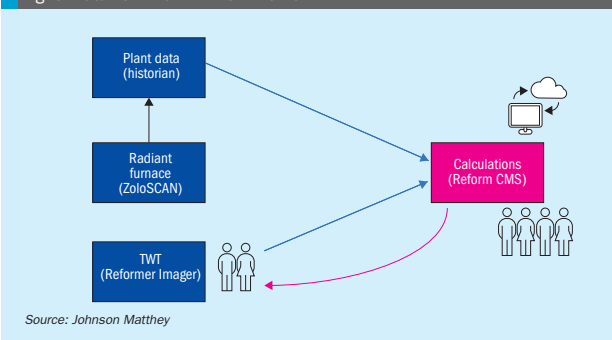 Plant data
(historian)
Radiant
furnace
(ZoloSCAN)
Calculations
(Reform CMS)
TWT
(Reformer Imager)
Source: Johnson Matthey